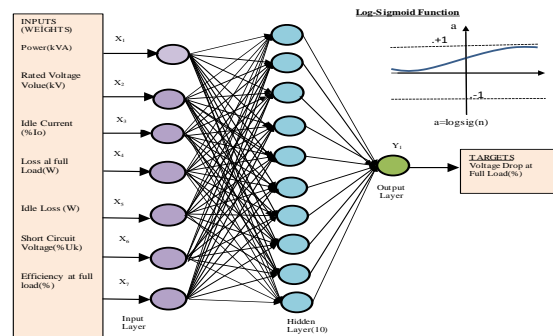 INPUTS
(WEIGHTS)
Power(kVA)
Rated Voltage
Volue(kV)
Idle Current
(%Io)
Loss al full
Load(W)
Idle Loss (W)
Short Circuit
Voltage(%Uk)
Efficiency at full
load(%)
X1
X2
X3
X4
X5
X6
X7
Input
Layer
Hidden
Layer(10)
Y1
Output
Layer
Log-Sigmoid Function
a
.+1
.-1
a=logsig(n)
TARGETS
Voltage Drop at
Full Load(%)